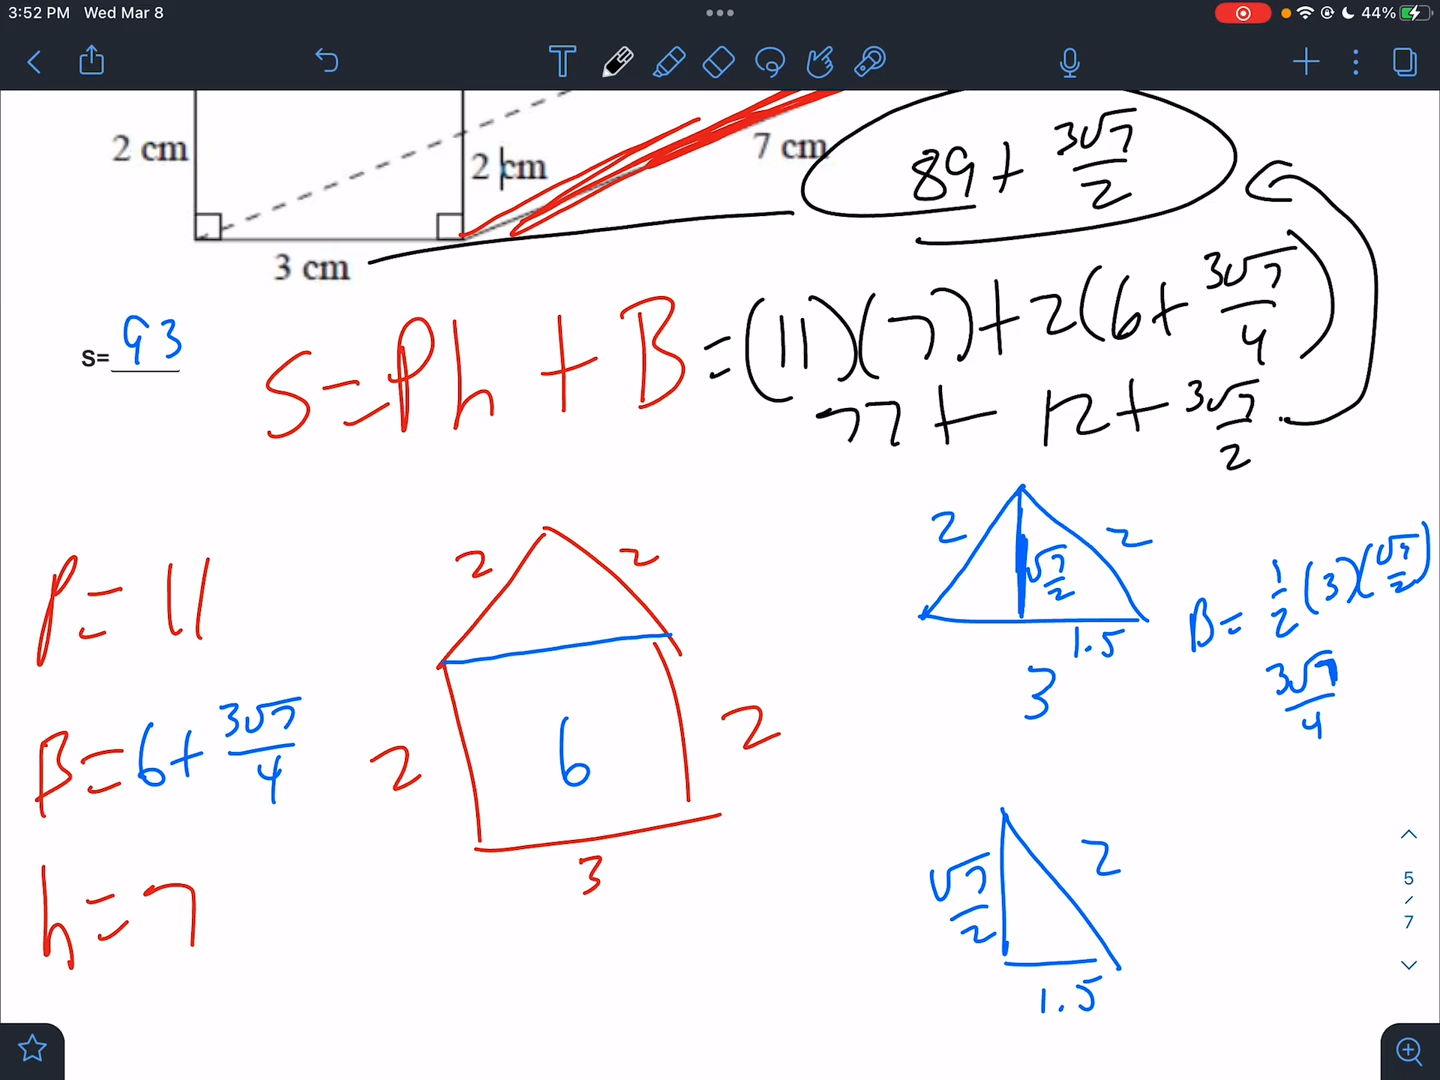 3:52 PM Wed Mar 8
44%
T
2 cm
2 cm
7 cm
3 cm
89 + 3√7/2
S= 93
S = Ph + B = (11)(7) + 2(6 + 3√7/4)
77 + 12 + 3√7/2
P = 11
B = 6 + 3√7/4
h = 7
2
2
6
2
2
3
2
2
√7/2
1.5
3
B = 1/2 (3)(√7/2)
3√7/4
√7/2
2
1.5
5
/
7